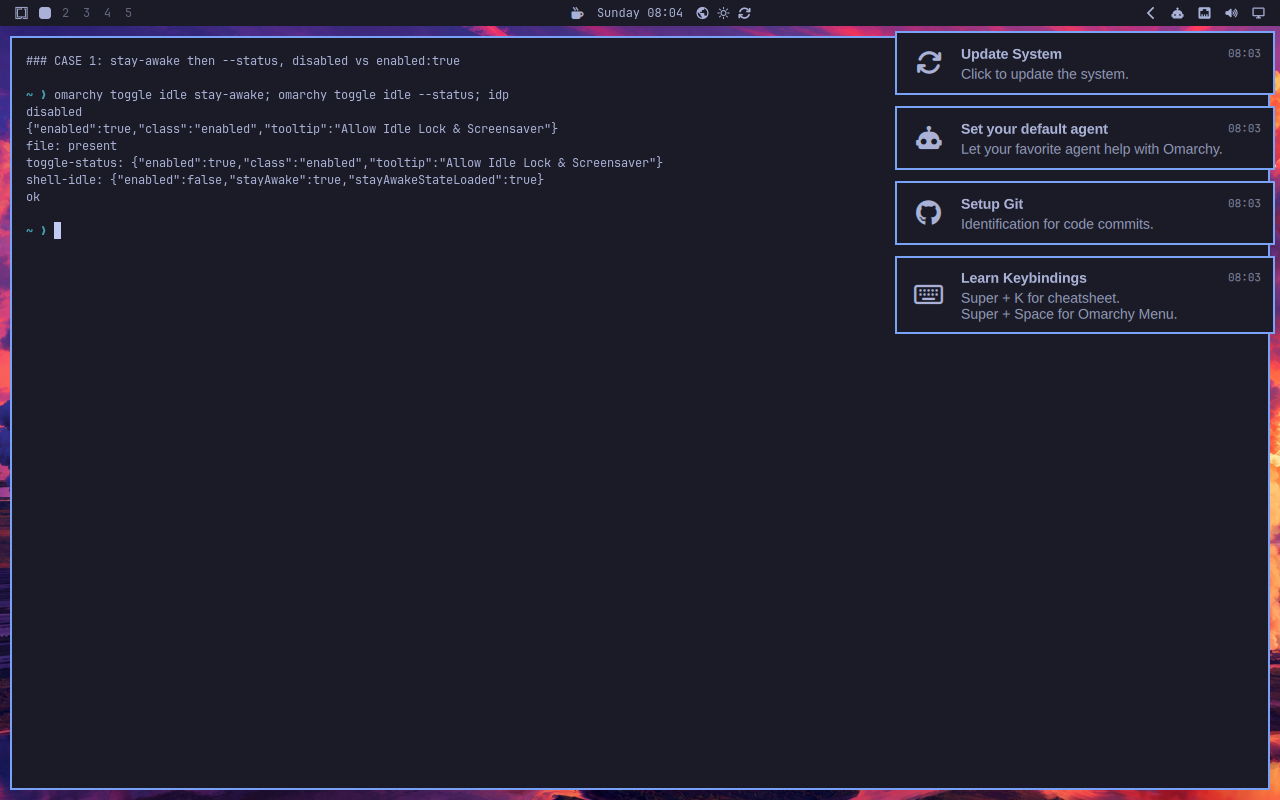 2 3 4 5
Sunday 08:04
### CASE 1: stay-awake then --status, disabled vs enabled:true
~ ❯ omarchy toggle idle stay-awake; omarchy toggle idle --status; idp
disabled
{"enabled":true,"class":"enabled","tooltip":"Allow Idle Lock & Screensaver"}
file: present
toggle-status: {"enabled":true,"class":"enabled","tooltip":"Allow Idle Lock & Screensaver"}
shell-idle: {"enabled":false,"stayAwake":true,"stayAwakeStateLoaded":true}
ok
~ ❯
Update System 08:03
Click to update the system.
Set your default agent 08:03
Let your favorite agent help with Omarchy.
Setup Git 08:03
Identification for code commits.
Learn Keybindings 08:03
Super + K for cheatsheet.
Super + Space for Omarchy Menu.